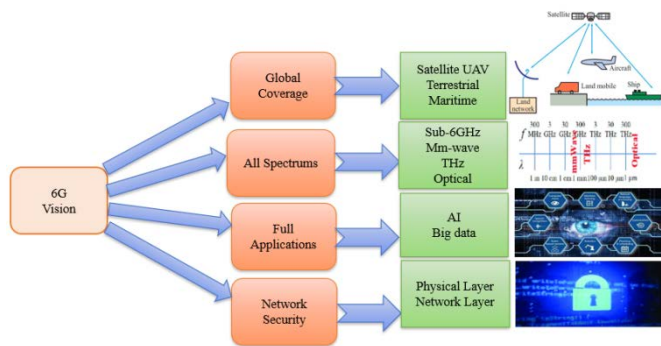 6G
Vision
Global
Coverage
Satellite UAV
Terrestrial
Maritime
Satellite
Aircraft
Land mobile
Ship
Land
network
All Spectrums
Sub-6GHz
Mm-wave
THz
Optical
f
300 3 30 300 3 30 300
MHz GHz GHz GHz THz THz THz
mmWave
THz
Optical
λ
1 m 10 cm 1 cm 1 mm 100 μm 10 μm 1 μm
Full
Applications
AI
Big data
Network
Security
Physical Layer
Network Layer